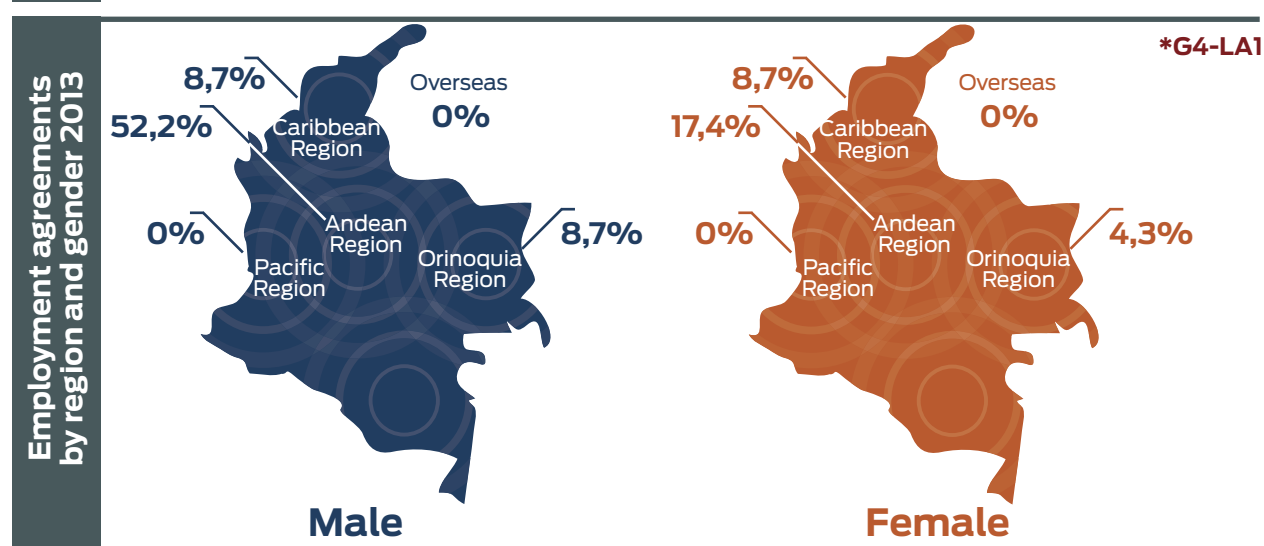 Employment agreements
by region and gender 2013
*G4-LA1
8,7%
52,2%
0%
Overseas
0%
8,7%
Caribbean
Region
Andean
Region
Pacific
Region
Orinoquia
Region
Male
8,7%
17,4%
0%
Overseas
0%
4,3%
Caribbean
Region
Andean
Region
Pacific
Region
Orinoquia
Region
Female